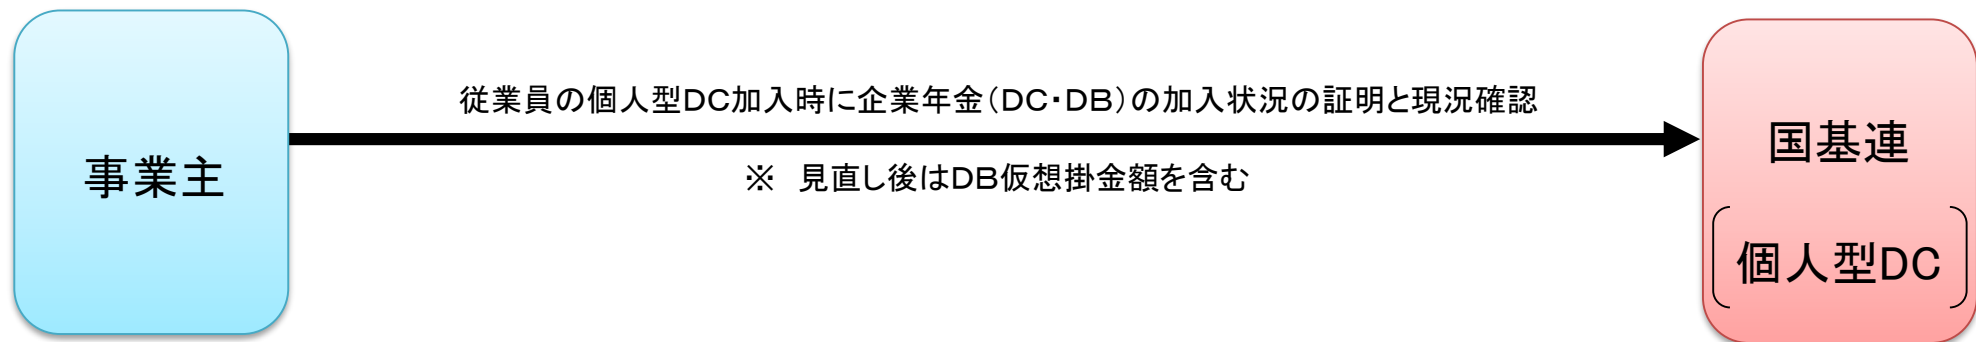 従業員の個人型DC加入時に企業年金(DC・DB)の加入状況の証明と現況確認
事業主
※ 見直し後はDB仮想掛金額を含む
国基連
個人型DC